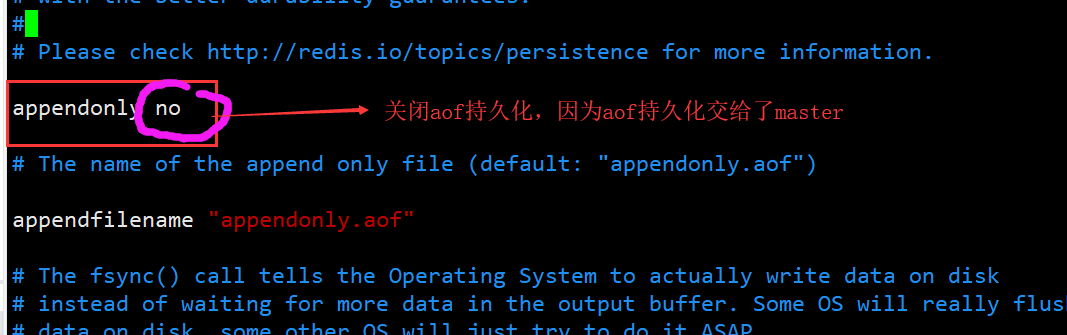 # with the better durability guarantees.
#
# Please check http://redis.io/topics/persistence for more information.
appendonly no
关闭aof持久化，因为aof持久化交给了master
# The name of the append only file (default: "appendonly.aof")
appendfilename "appendonly.aof"
# The fsync() call tells the Operating System to actually write data on disk
# instead of waiting for more data in the output buffer. Some OS will really flus
# data on disk, some other OS will just try to do it ASAP